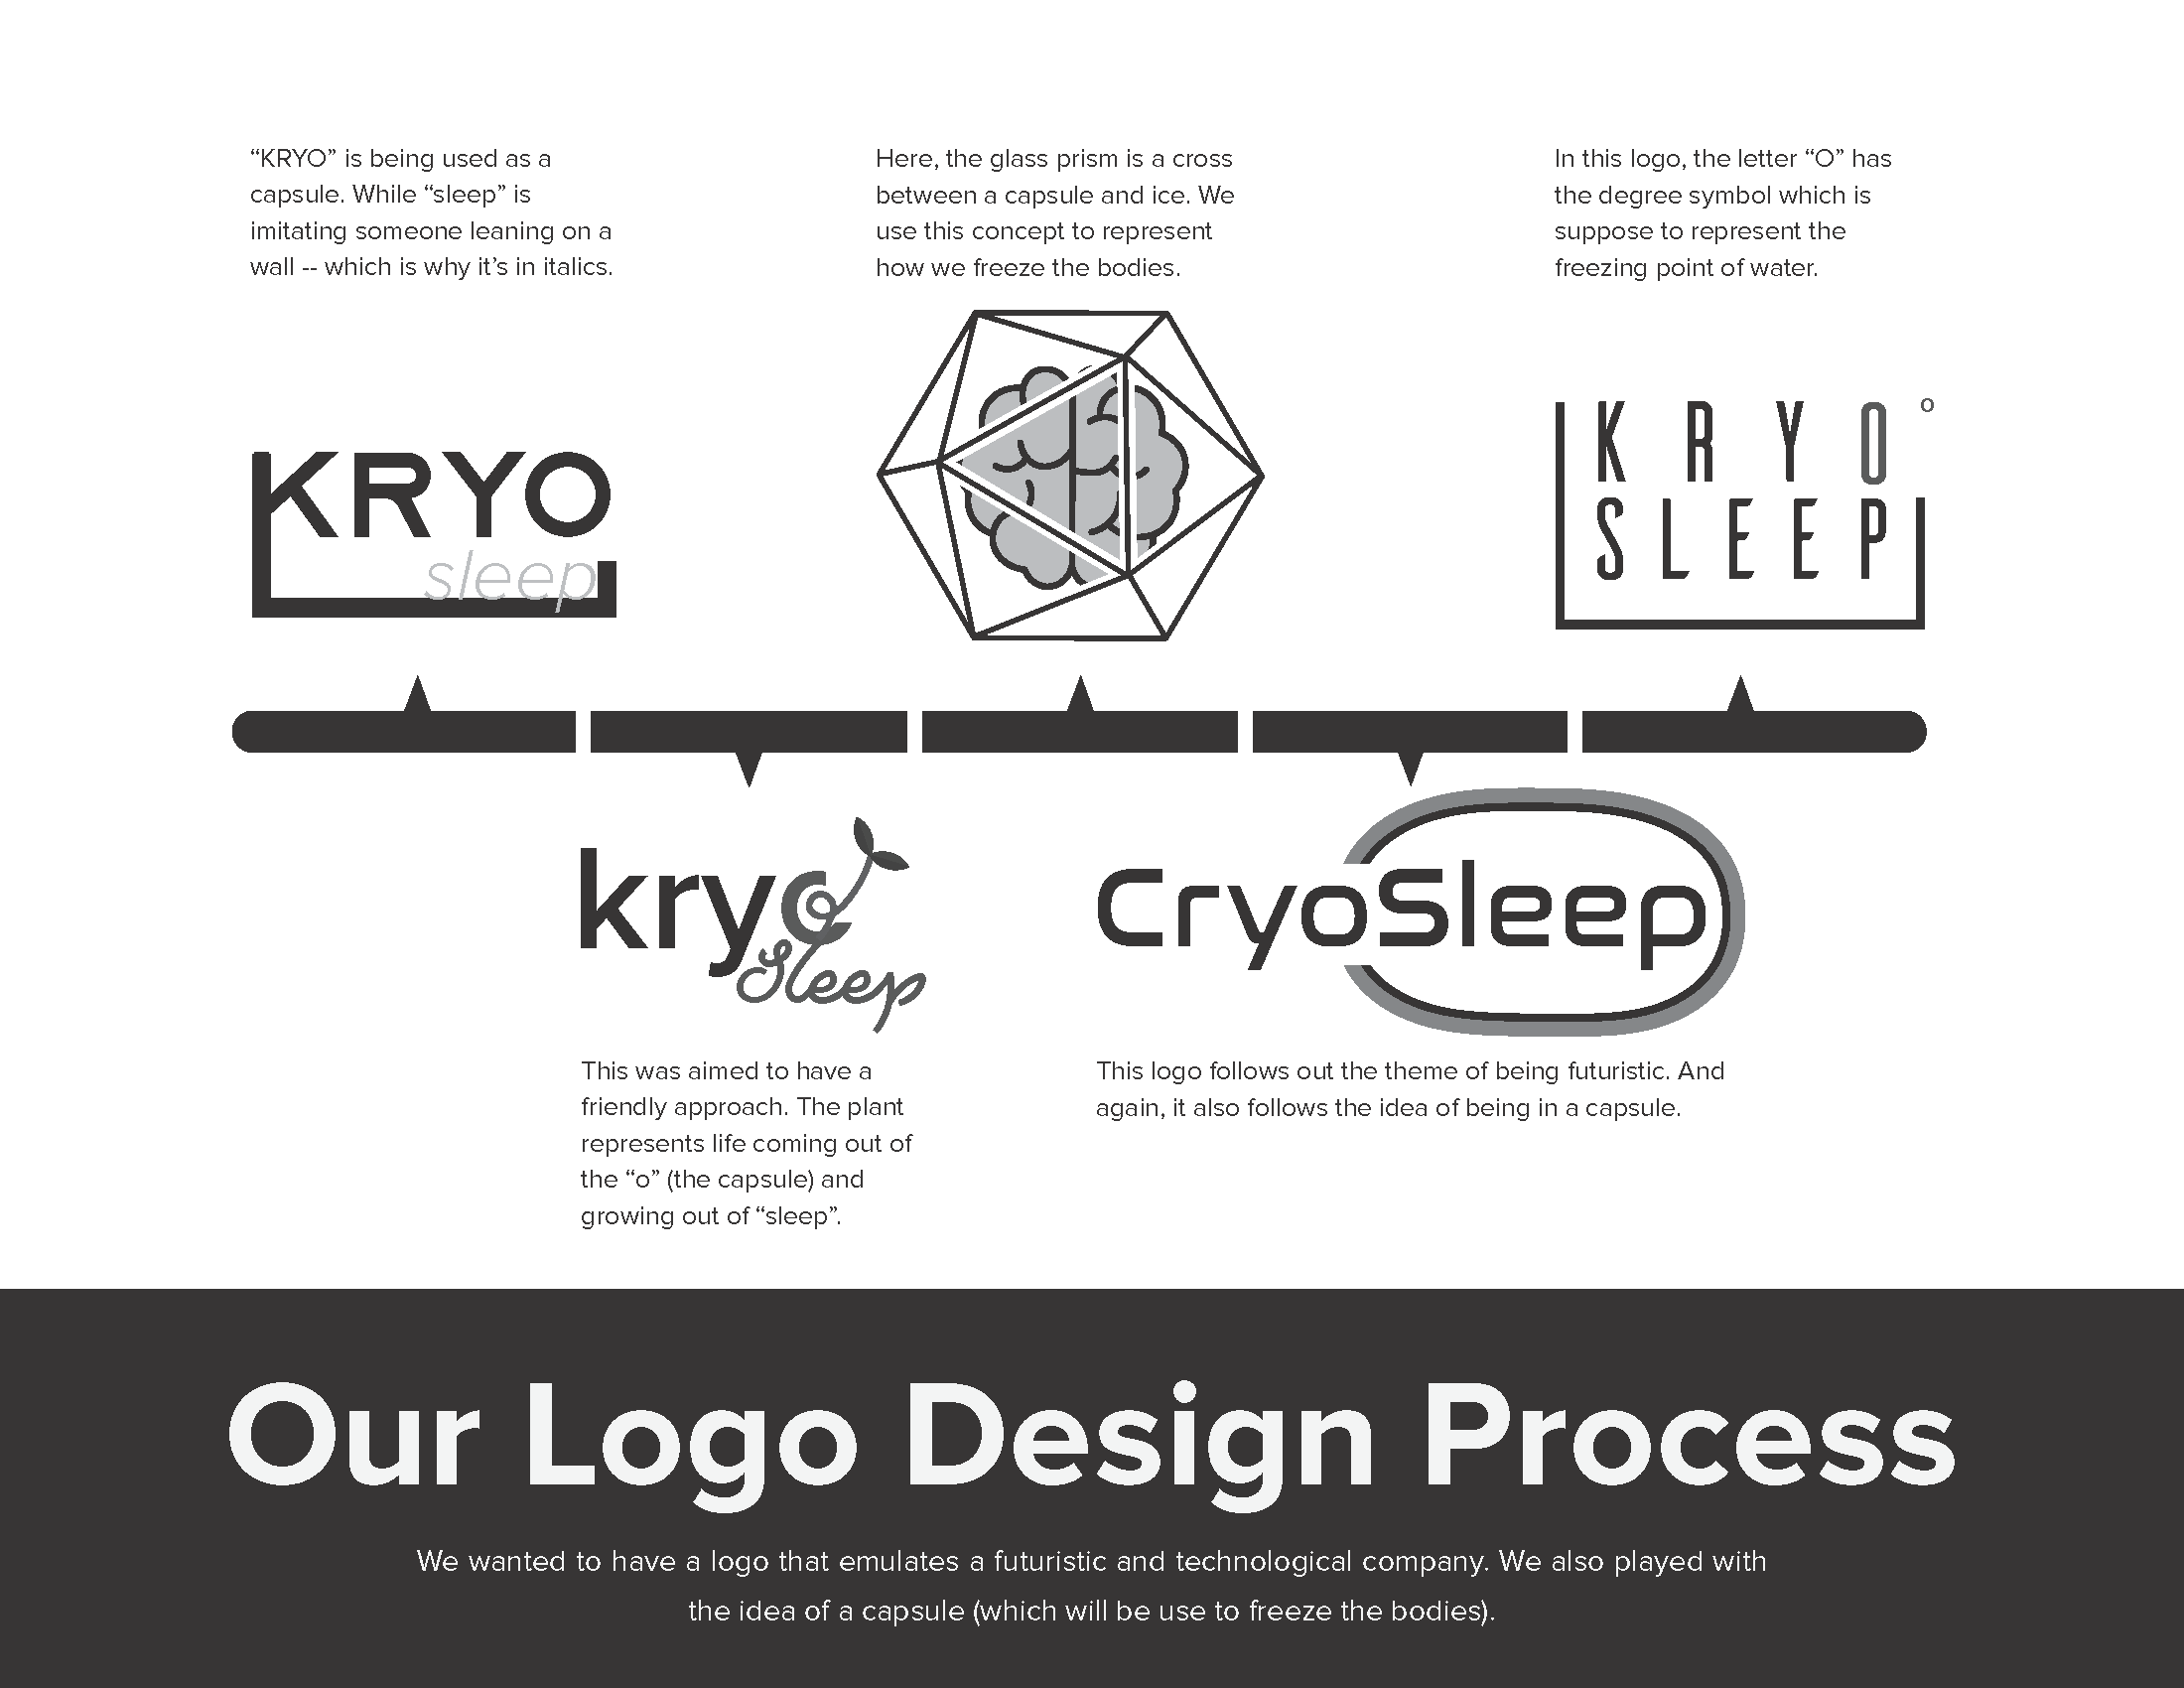 “KRYO” is being used as a
capsule. While “sleep” is
imitating someone leaning on a
wall -- which is why it’s in italics.
KRYO
sleep
Here, the glass prism is a cross
between a capsule and ice. We
use this concept to represent
how we freeze the bodies.
In this logo, the letter “O” has
the degree symbol which is
suppose to represent the
freezing point of water.
KRYO°
SLEEP
kryo
Sleep
This was aimed to have a
friendly approach. The plant
represents life coming out of
the “o” (the capsule) and
growing out of “sleep”.
CryoSleep
This logo follows out the theme of being futuristic. And
again, it also follows the idea of being in a capsule.
Our Logo Design Process
We wanted to have a logo that emulates a futuristic and technological company. We also played with
the idea of a capsule (which will be use to freeze the bodies).